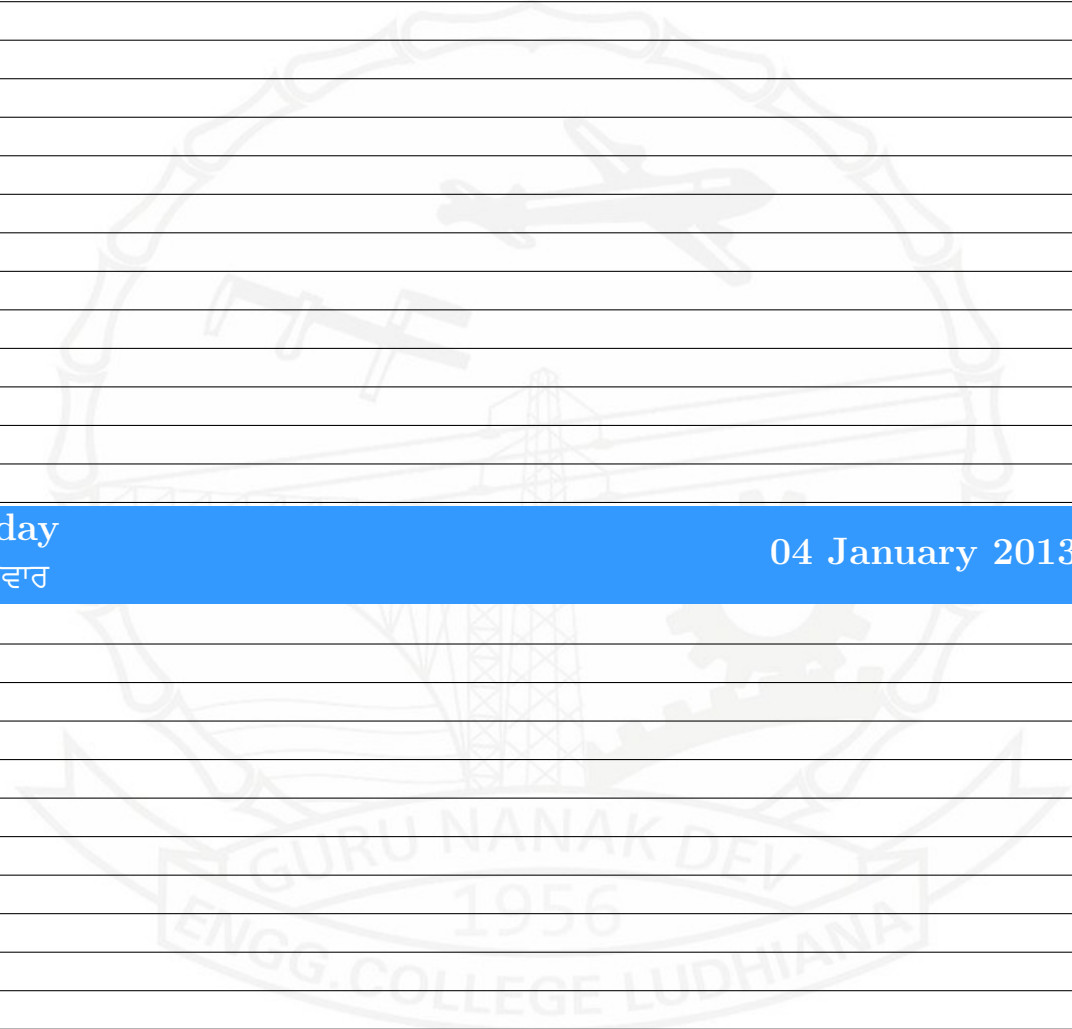 day
ਵਾਰ
04 January 2013
GURU NANAK DEV
1956
ENGG.COLLEGE LUDHIANA